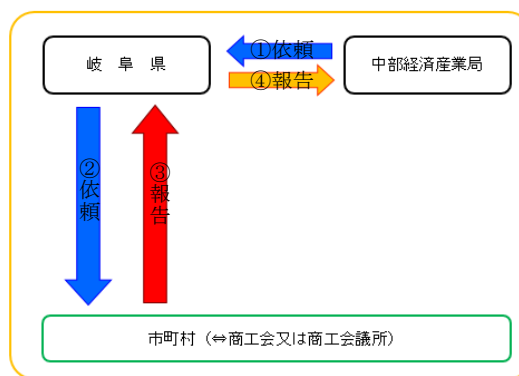 岐　阜　県
①依頼
④報告
中部経済産業局
②依頼
③報告
市町村（⇔商工会又は商工会議所）